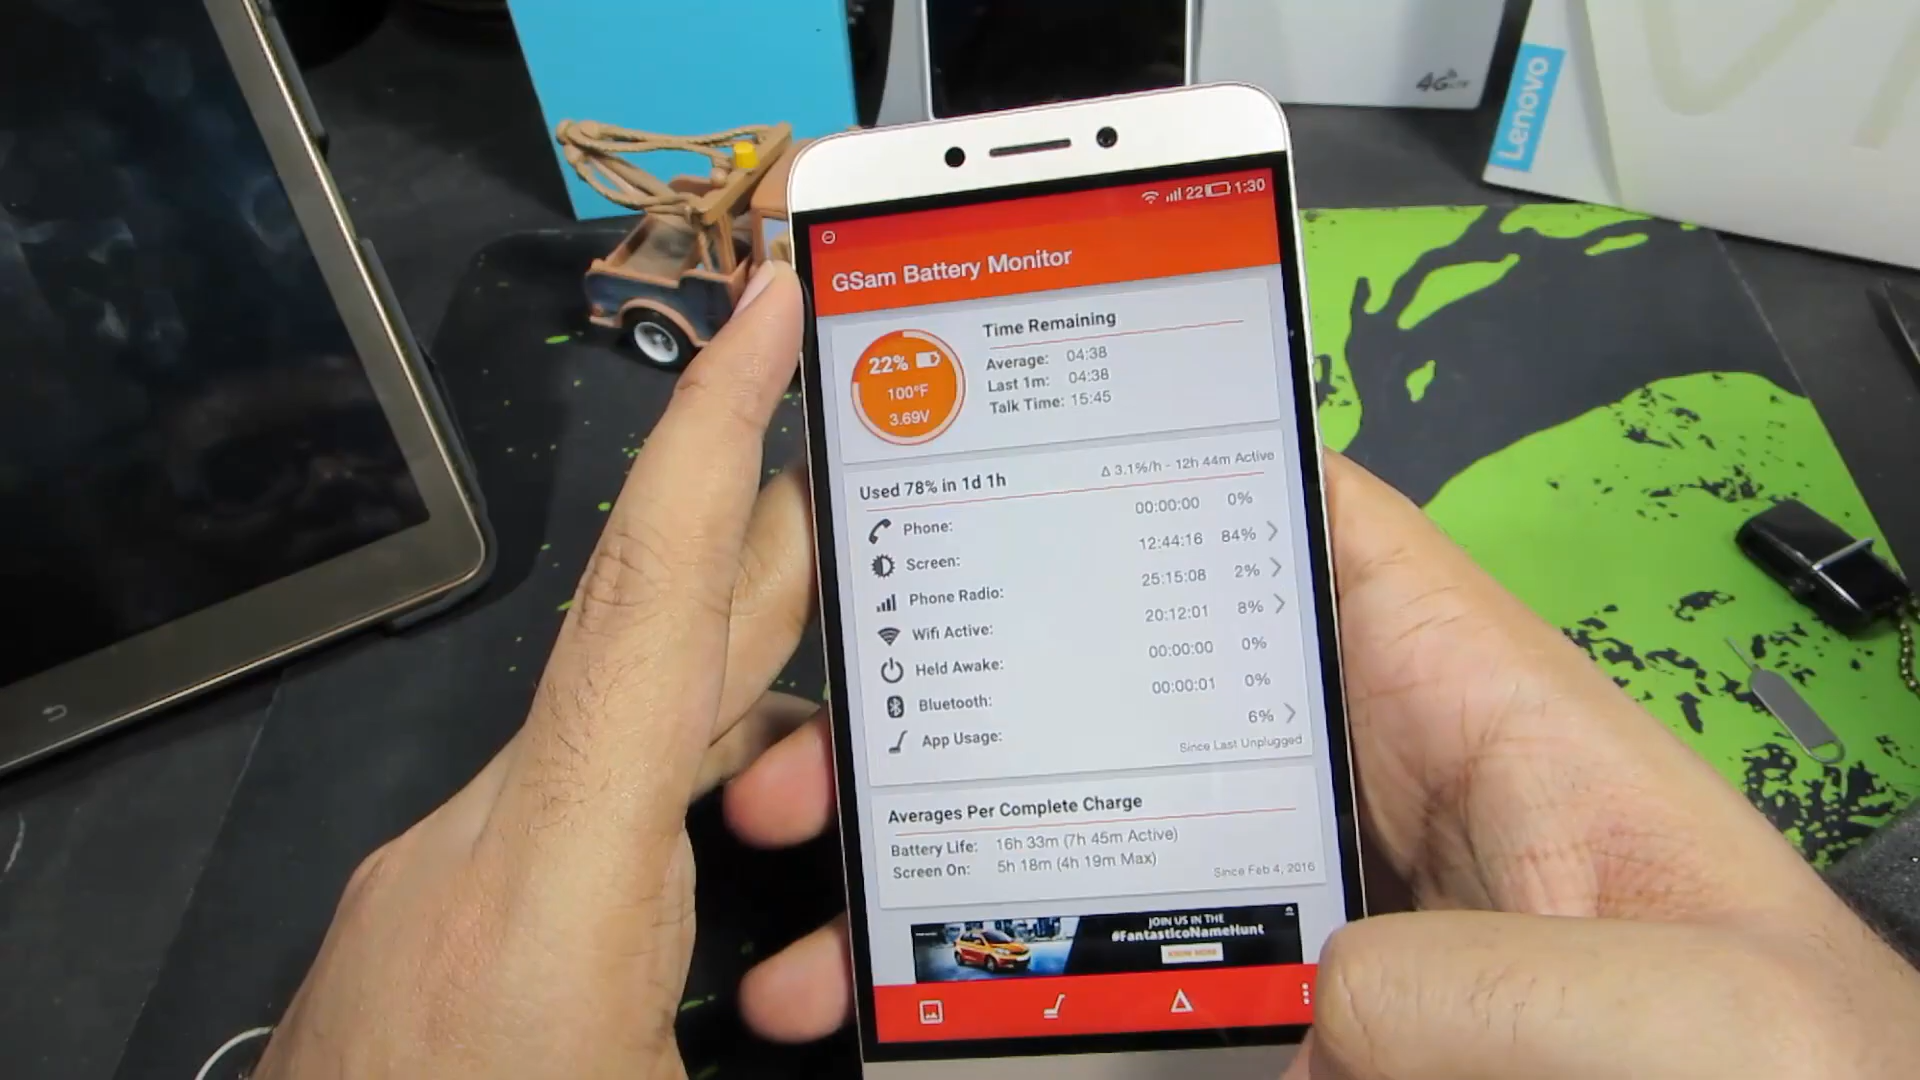 4G LTE
Lenovo
22 1:30
GSam Battery Monitor
22%
100°F
3.69V
Time Remaining
Average: 04:38
Last 1m: 04:38
Talk Time: 15:45
Used 78% in 1d 1h
Δ 3.1%/h - 12h 44m Active
Phone: 00:00:00 0%
Screen: 12:44:16 84%
Phone Radio: 25:15:08 2%
Wifi Active: 20:12:01 8%
Held Awake: 00:00:00 0%
Bluetooth: 00:00:01 0%
App Usage: 6%
Since Last Unplugged
Averages Per Complete Charge
Battery Life: 16h 33m (7h 45m Active)
Screen On: 5h 18m (4h 19m Max)
Since Feb 4, 2016
JOIN US IN THE
#FantasticoNameHunt
KNOW MORE